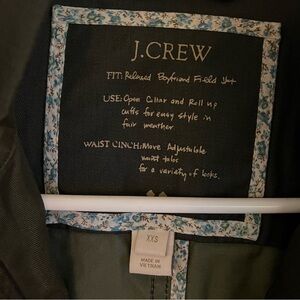 J.CREW
FIT: Relaxed Boyfriend Field Jkt
USE: Open Collar and Roll up
cuffs for easy style in
fair weather
WAIST CINCH: Move Adjustable
waist tabs
for a variety of looks.
XXS
MADE IN
VIETNAM